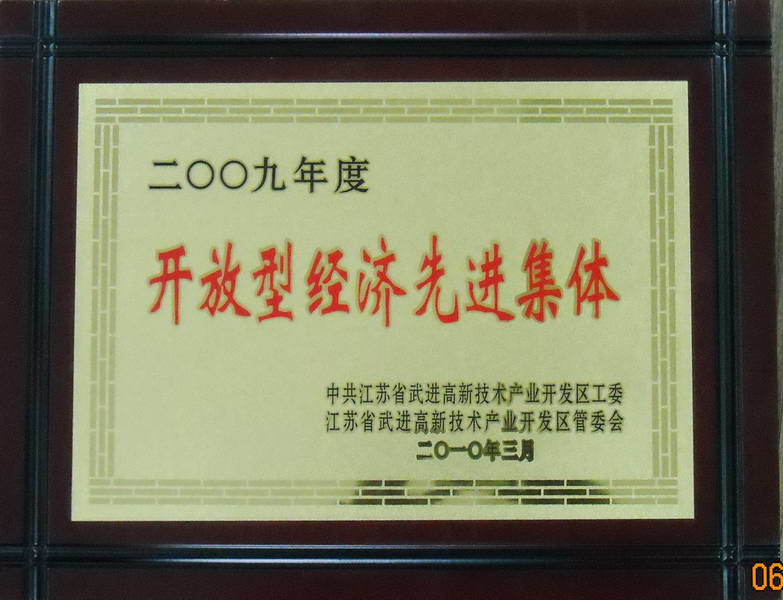 二〇〇九年度
开放型经济先进集体
中共江苏省武进高新技术产业开发区工委
江苏省武进高新技术产业开发区管委会
二〇一〇年三月
06